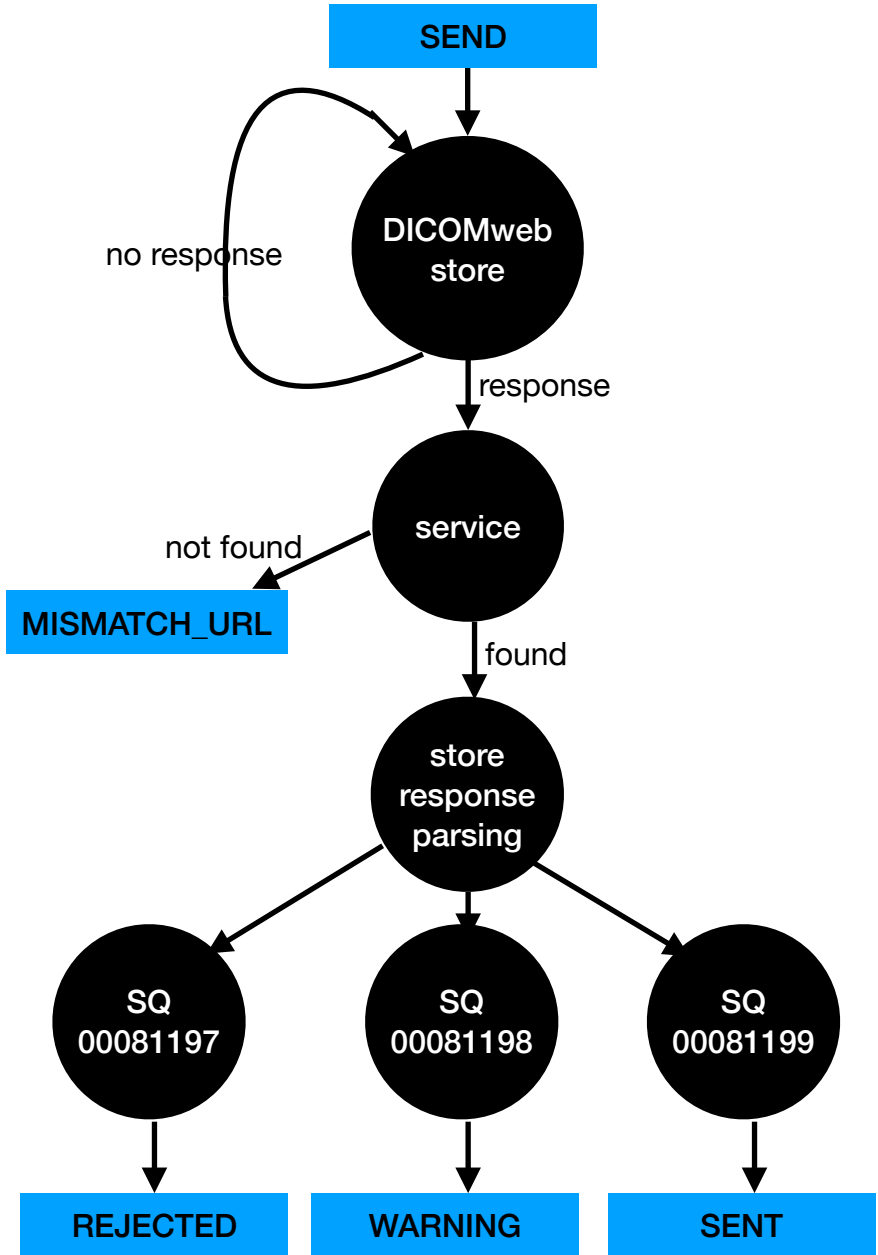 SEND
DICOMweb
store
no response
response
service
not found
MISMATCH_URL
found
store
response
parsing
SQ
00081197
SQ
00081198
SQ
00081199
REJECTED
WARNING
SENT